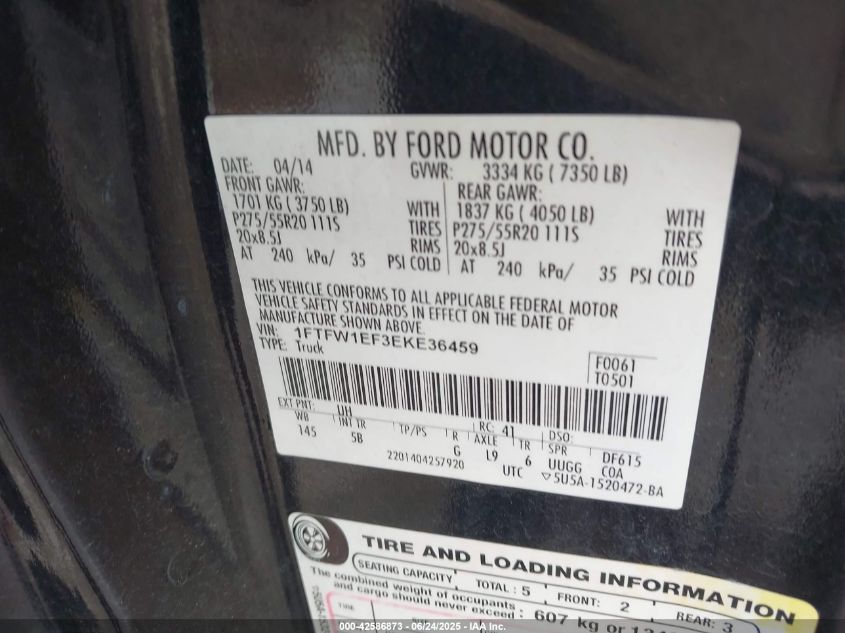 MFD. BY FORD MOTOR CO.
DATE: 04/14 GVWR: 3334 KG ( 7350 LB)
FRONT GAWR: REAR GAWR:
1701 KG ( 3750 LB) WITH 1837 KG ( 4050 LB) WITH
P275/55R20 111S TIRES P275/55R20 111S TIRES
20x8.5J RIMS 20x8.5J RIMS
AT 240 kPa/ 35 PSI COLD AT 240 kPa/ 35 PSI COLD
THIS VEHICLE CONFORMS TO ALL APPLICABLE FEDERAL MOTOR
VEHICLE SAFETY STANDARDS IN EFFECT ON THE DATE OF
MANUFACTURE SHOWN ABOVE.
VIN: 1FTFW1EF3EKE36459
TYPE: Truck
F0061
T0501
EXT PNT: UH RC: 41 DSO:
WB INT TR TP/PS R AXLE TR SPR DF615
145 5B G L9 6 UUGG COA
2201404257920 UTC ▽5U5A-1520472-BA
TIRE AND LOADING INFORMATION
SEATING CAPACITY TOTAL : 5 FRONT: 2 REAR: 3
The combined weight of occupants
and cargo should never exceed : 607 kg or
TIRE
000-42586873 - 06/24/2025 - IAAHOLDINGS, LLC.